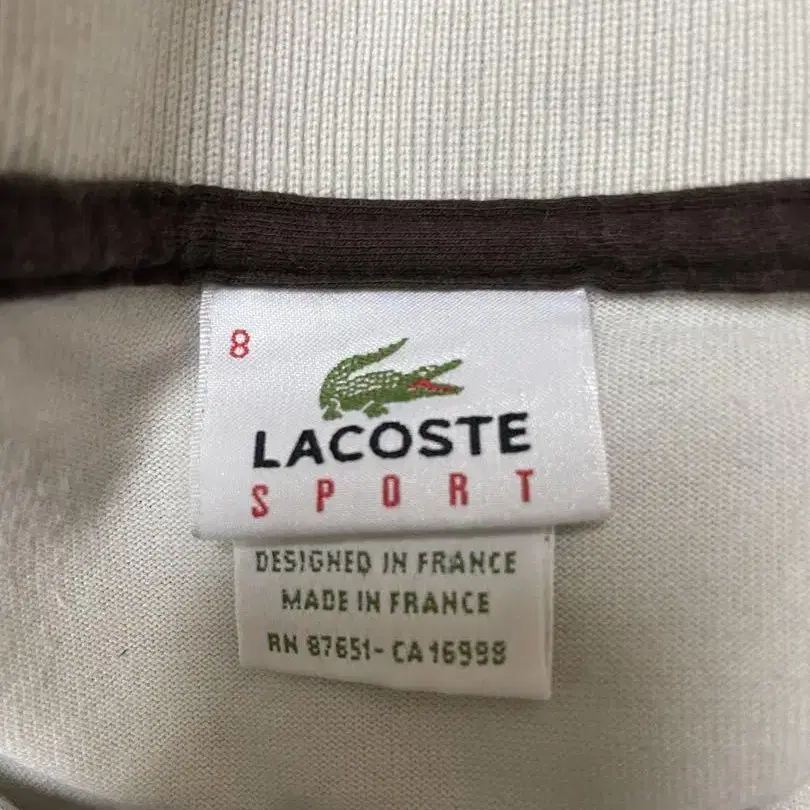 8
LACOSTE
SPORT
DESIGNED IN FRANCE
MADE IN FRANCE
RN 87651- CA 16998